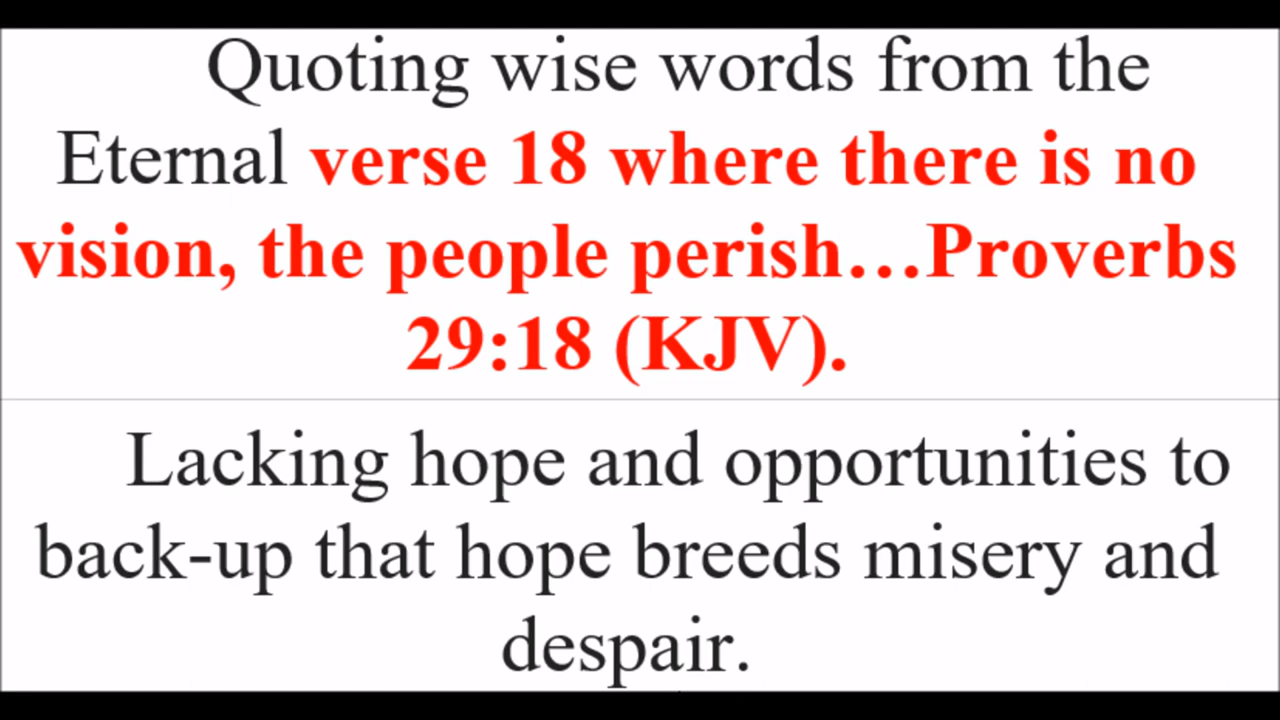 Quoting wise words from the
Eternal verse 18 where there is no
vision, the people perish…Proverbs
29:18 (KJV).
Lacking hope and opportunities to
back-up that hope breeds misery and
despair.